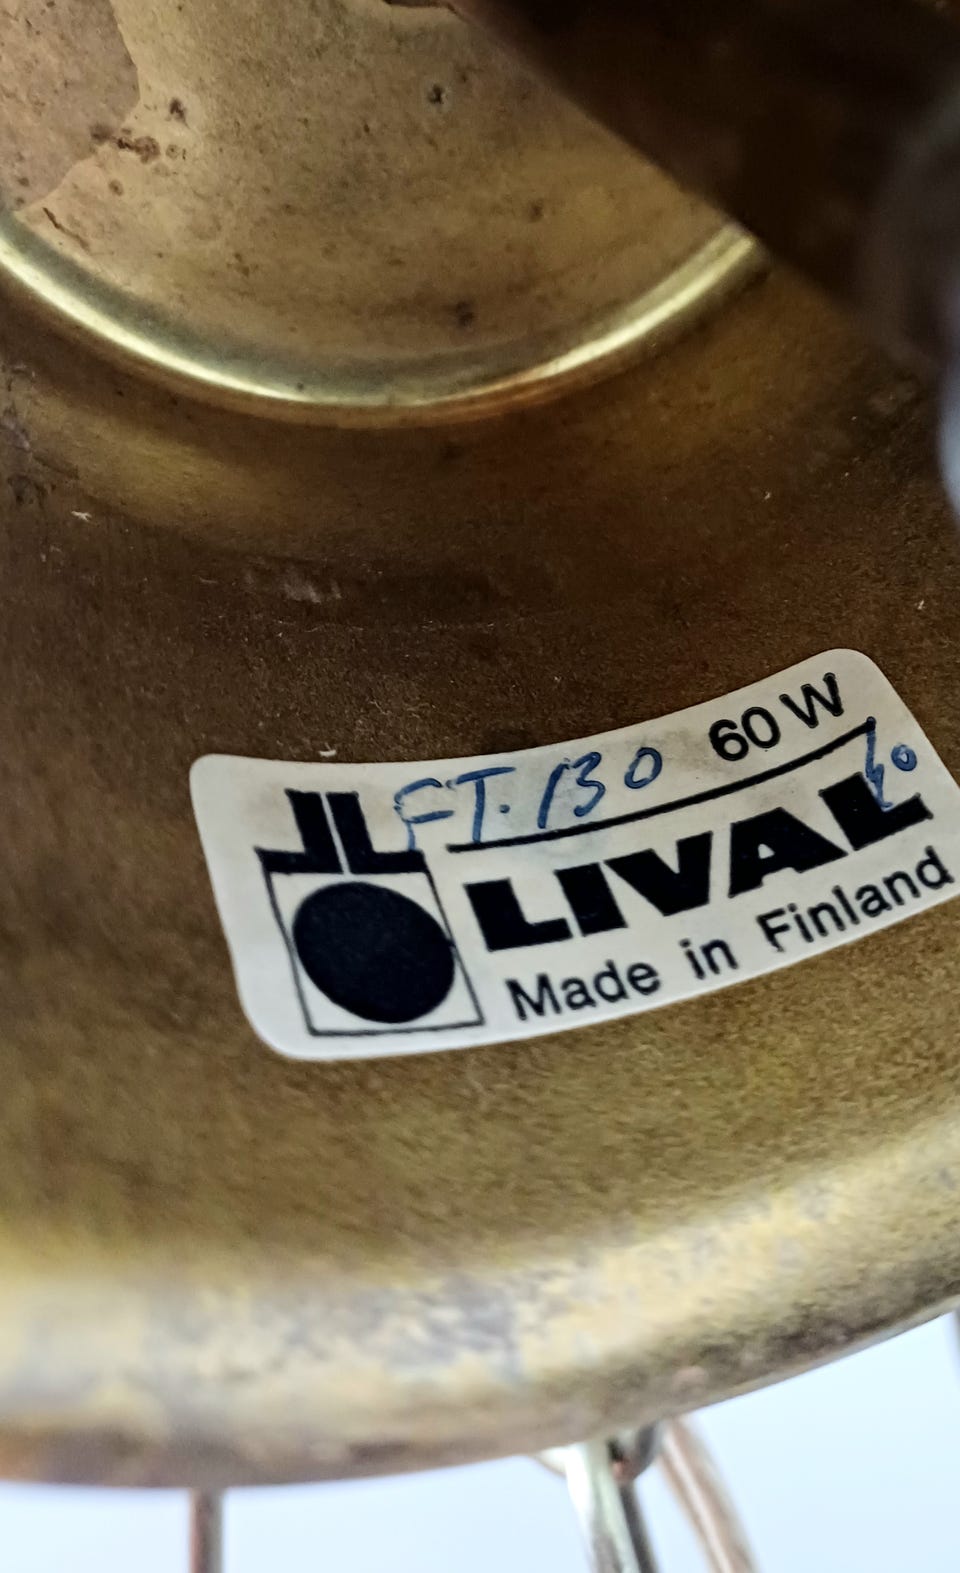 FT. 130 60 W
LIVAL
Made in Finland